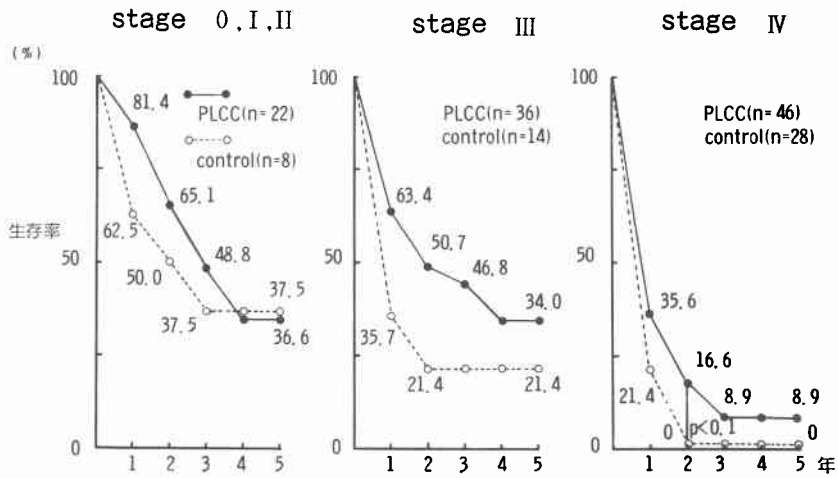 stage 0,I,II
(%)
100
81.4
PLCC(n=22)
control(n=8)
65.1
62.5
生存率
50
50.0
48.8
37.5
37.5
36.6
0
1 2 3 4 5
stage III
100
PLCC(n=36)
control(n=14)
63.4
50.7
46.8
50
35.7
34.0
21.4
21.4
0
1 2 3 4 5
stage IV
100
PLCC(n=46)
control(n=28)
50
35.6
21.4
16.6
8.9
8.9
0
p<0.1
0
0
1 2 3 4 5 年